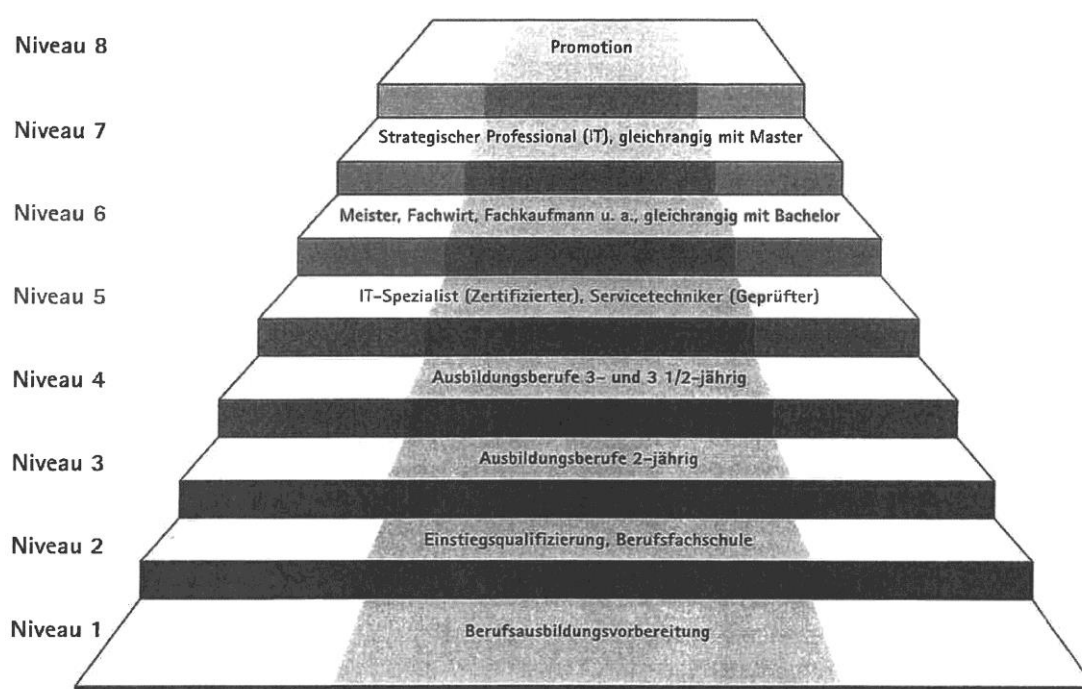 Niveau 8 Promotion
Niveau 7 Strategischer Professional (IT), gleichrangig mit Master
Niveau 6 Meister, Fachwirt, Fachkaufmann u. a., gleichrangig mit Bachelor
Niveau 5 IT-Spezialist (Zertifizierter), Servicetechniker (Geprüfter)
Niveau 4 Ausbildungsberufe 3- und 3 1/2-jährig
Niveau 3 Ausbildungsberufe 2-jährig
Niveau 2 Einstiegsqualifizierung, Berufsfachschule
Niveau 1 Berufsausbildungsvorbereitung